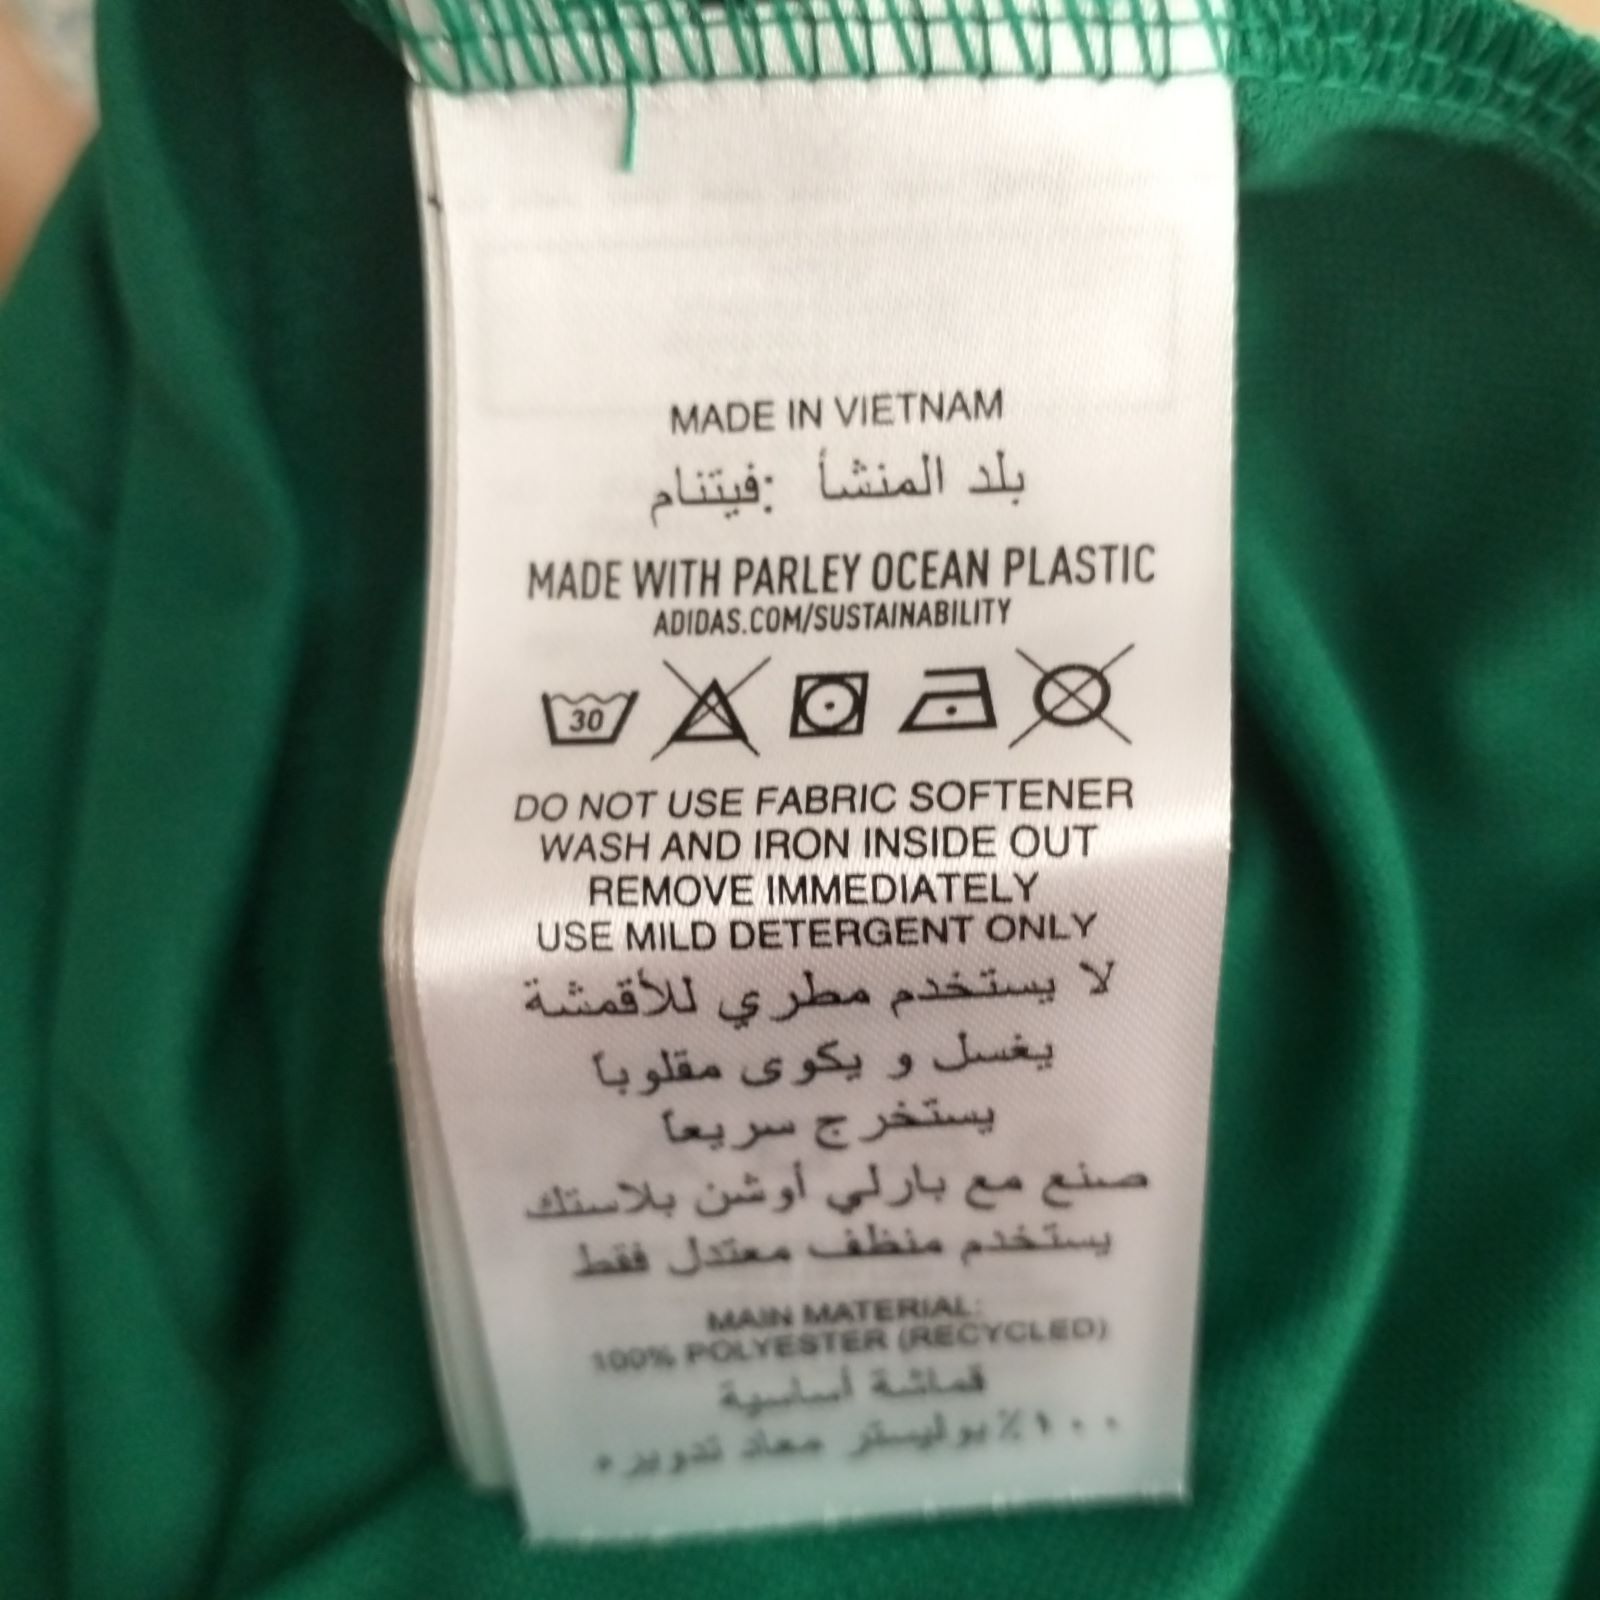 MADE IN VIETNAM
بلد المنشأ :فيتنام
MADE WITH PARLEY OCEAN PLASTIC
ADIDAS.COM/SUSTAINABILITY
30
DO NOT USE FABRIC SOFTENER
WASH AND IRON INSIDE OUT
REMOVE IMMEDIATELY
USE MILD DETERGENT ONLY
لا يستخدم مطري للأقمشة
يغسل و يكوى مقلوباً
يستخرج سريعاً
صنع مع بارلي أوشن بلاستك
يستخدم منظف معتدل فقط
MAIN MATERIAL:
100% POLYESTER (RECYCLED)
قماشة أساسية
١٠٠٪ بوليستر معاد تدويره